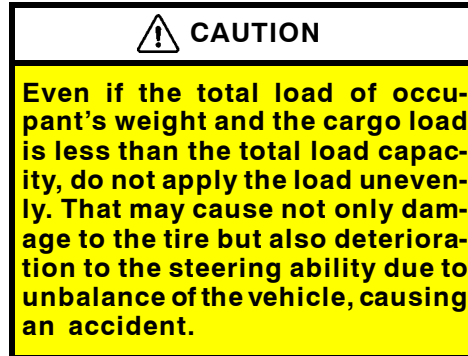 CAUTION
Even if the total load of occu-
pant's weight and the cargo load
is less than the total load capac-
ity, do not apply the load uneven-
ly. That may cause not only dam-
age to the tire but also deteriora-
tion to the steering ability due to
unbalance of the vehicle, causing
an accident.